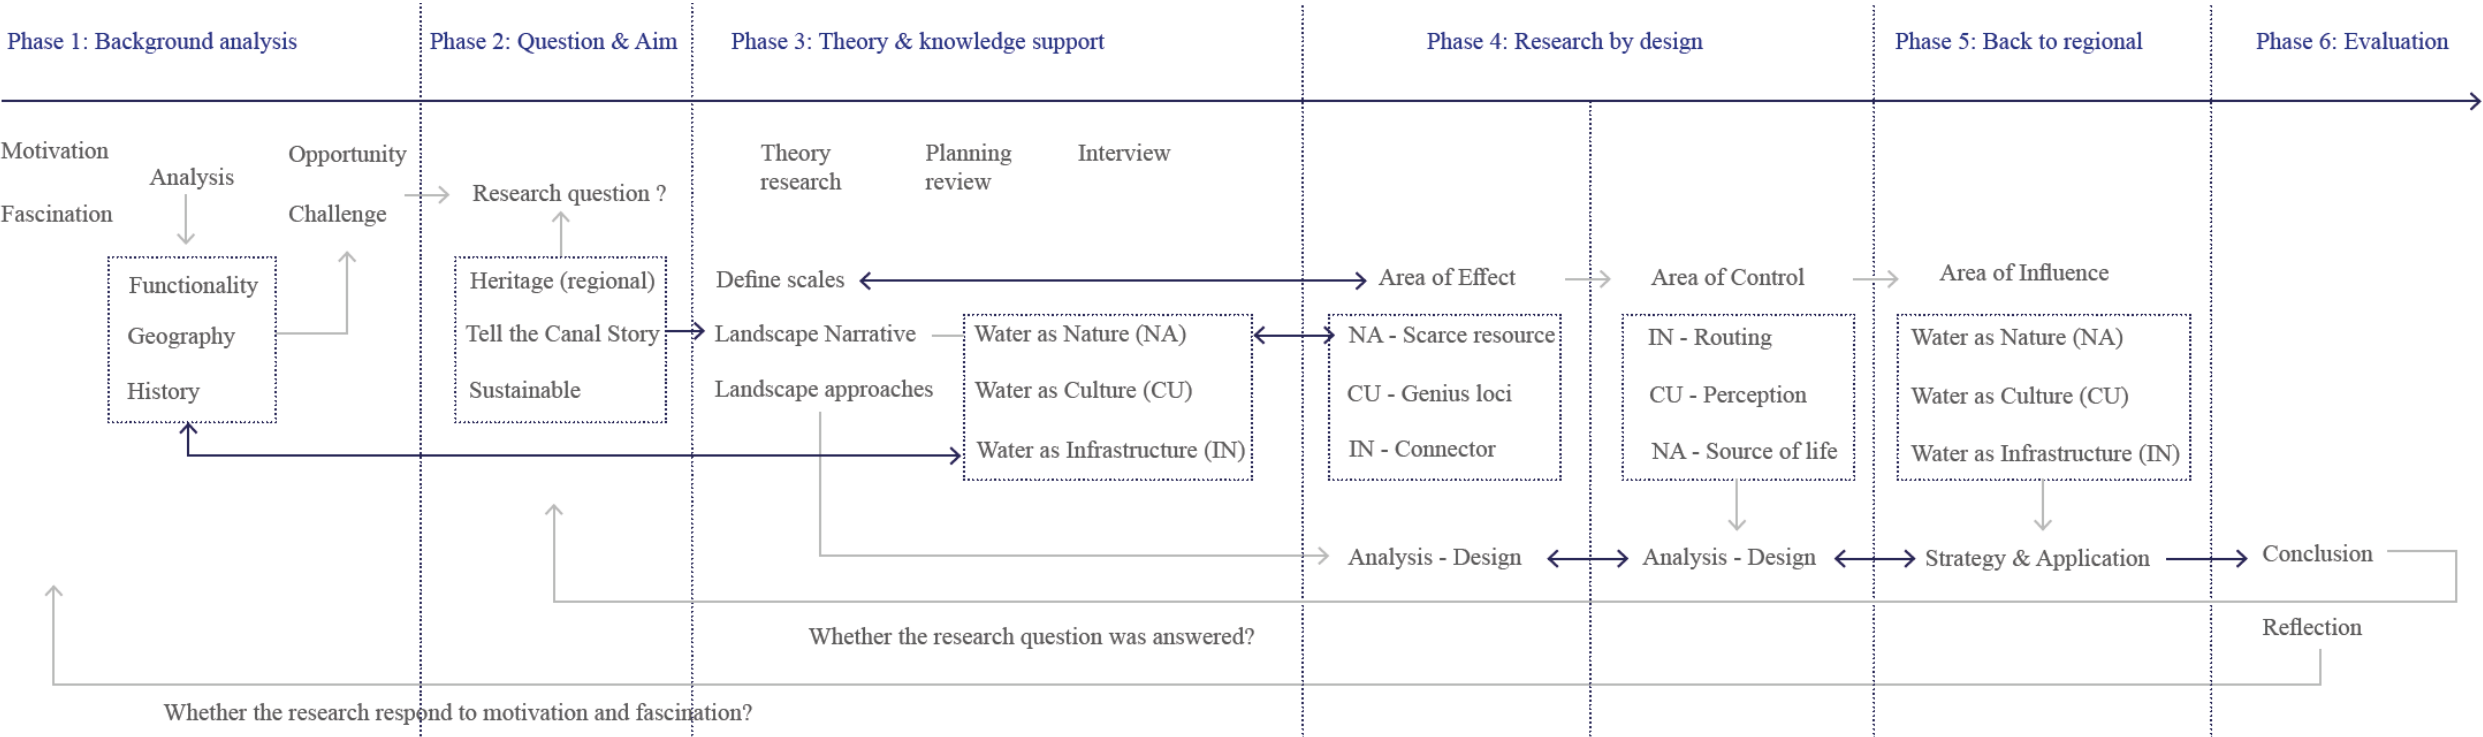 Phase 1: Background analysis
Phase 2: Question & Aim
Phase 3: Theory & knowledge support
Phase 4: Research by design
Phase 5: Back to regional
Phase 6: Evaluation
Motivation
Fascination
Analysis
Opportunity
Challenge
Functionality
Geography
History
Research question ?
Heritage (regional)
Tell the Canal Story
Sustainable
Theory
research
Planning
review
Interview
Define scales
Landscape Narrative
Landscape approaches
Water as Nature (NA)
Water as Culture (CU)
Water as Infrastructure (IN)
Area of Effect
NA - Scarce resource
CU - Genius loci
IN - Connector
Analysis - Design
Area of Control
IN - Routing
CU - Perception
NA - Source of life
Analysis - Design
Area of Influence
Water as Nature (NA)
Water as Culture (CU)
Water as Infrastructure (IN)
Strategy & Application
Conclusion
Reflection
Whether the research question was answered?
Whether the research respond to motivation and fascination?